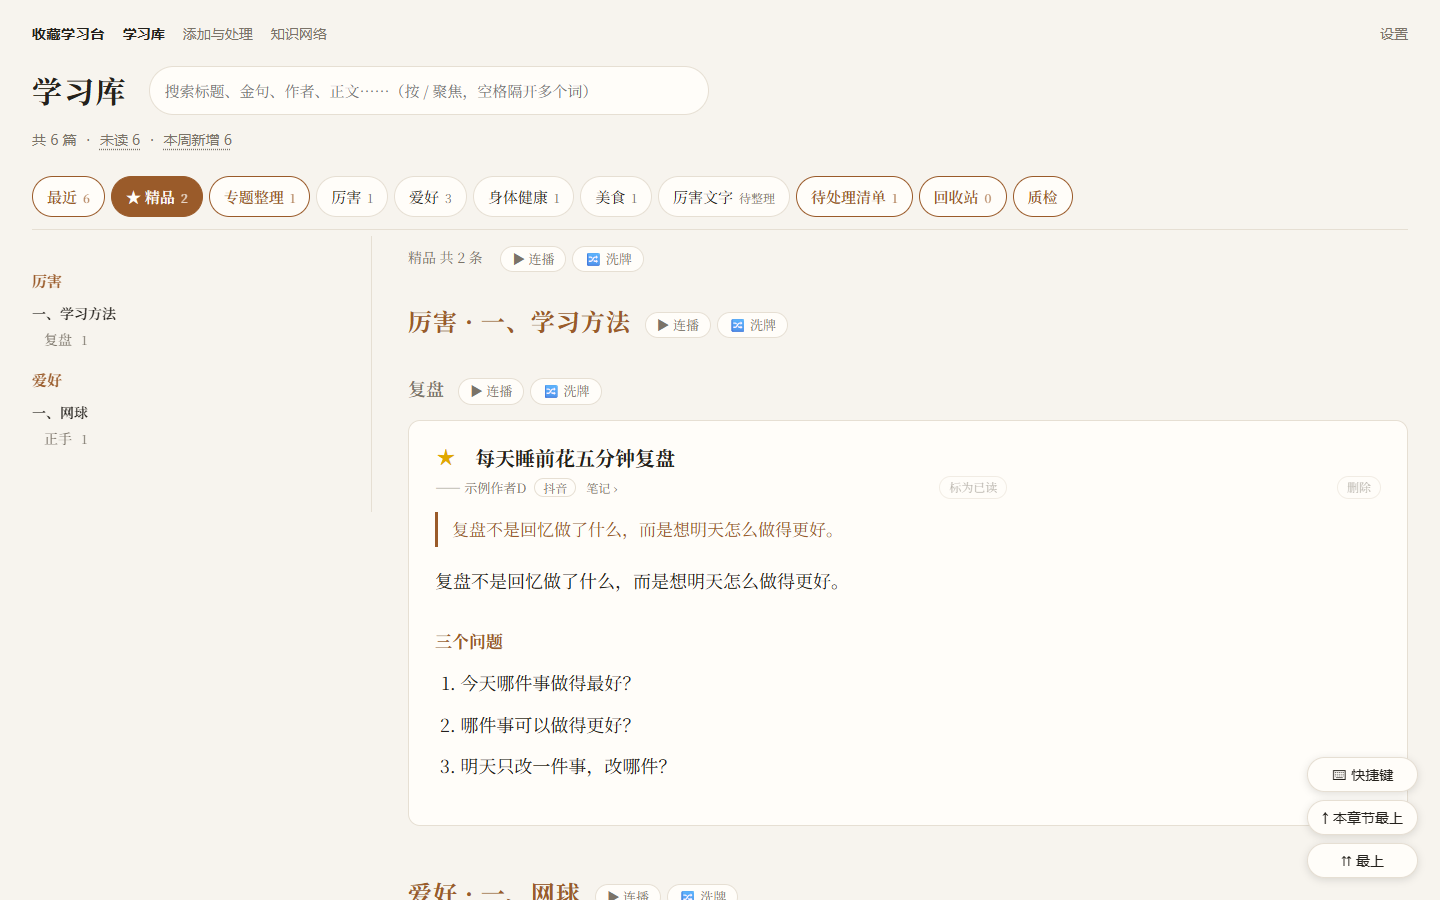 收藏学习台 学习库 添加与处理 知识网络 设置
学习库 搜索标题、金句、作者、正文……（按 / 聚焦，空格隔开多个词）
共 6 篇 · 未读 6 · 本周新增 6
最近 6 ★ 精品 2 专题整理 1 厉害 1 爱好 3 身体健康 1 美食 1 厉害文字 待整理 待处理清单 1 回收站 0 质检
厉害
一、学习方法
复盘 1
爱好
一、网球
正手 1
精品 共 2 条 ▶ 连播 🔀 洗牌
厉害 · 一、学习方法 ▶ 连播 🔀 洗牌
复盘 ▶ 连播 🔀 洗牌
★ 每天睡前花五分钟复盘
—— 示例作者D 抖音 笔记 › 标为已读 删除
复盘不是回忆做了什么，而是想明天怎么做得更好。
复盘不是回忆做了什么，而是想明天怎么做得更好。
三个问题
1. 今天哪件事做得最好？
2. 哪件事可以做得更好？
3. 明天只改一件事，改哪件？
⌨ 快捷键
↑ 本章节最上
⇈ 最上
爱好 · 一、网球 ▶ 连播 🔀 洗牌